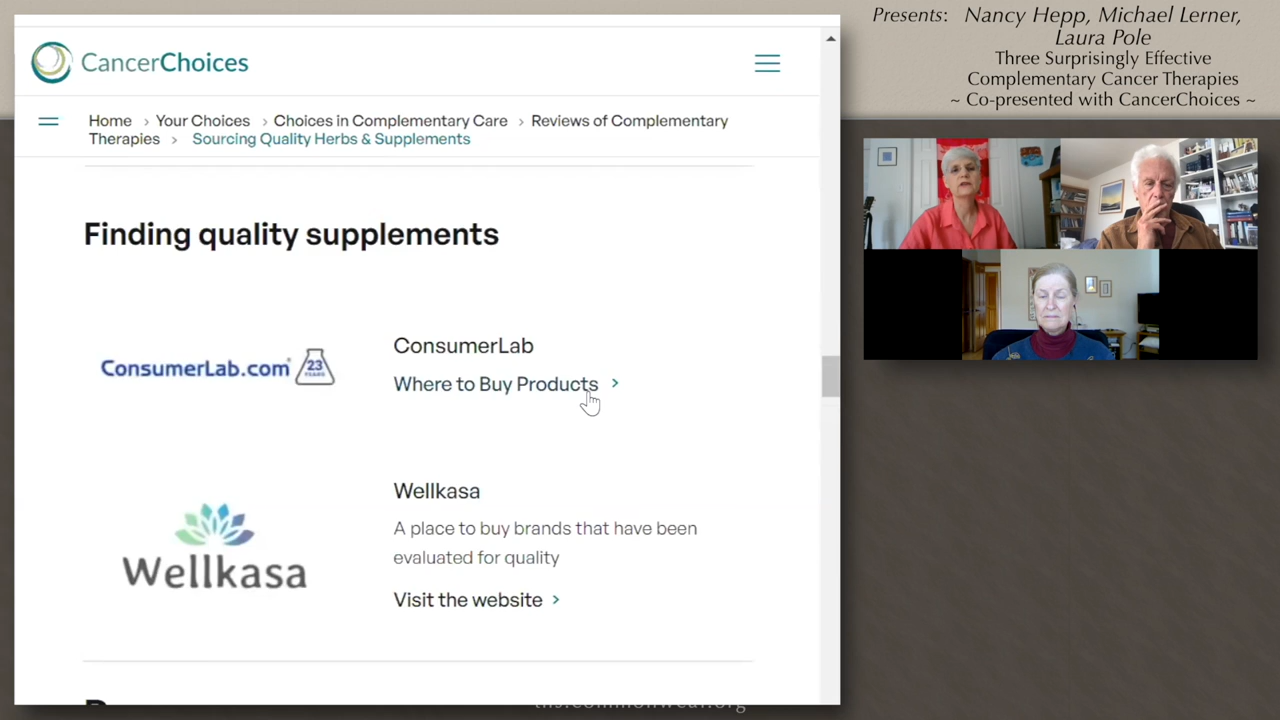 Presents: Nancy Hepp, Michael Lerner,
Laura Pole
Three Surprisingly Effective
Complementary Cancer Therapies
~ Co-presented with CancerChoices ~
CancerChoices
Home > Your Choices > Choices in Complementary Care > Reviews of Complementary
Therapies > Sourcing Quality Herbs & Supplements
Finding quality supplements
ConsumerLab.com 23 YEARS
ConsumerLab
Where to Buy Products >
Wellkasa
Wellkasa
A place to buy brands that have been
evaluated for quality
Visit the website >